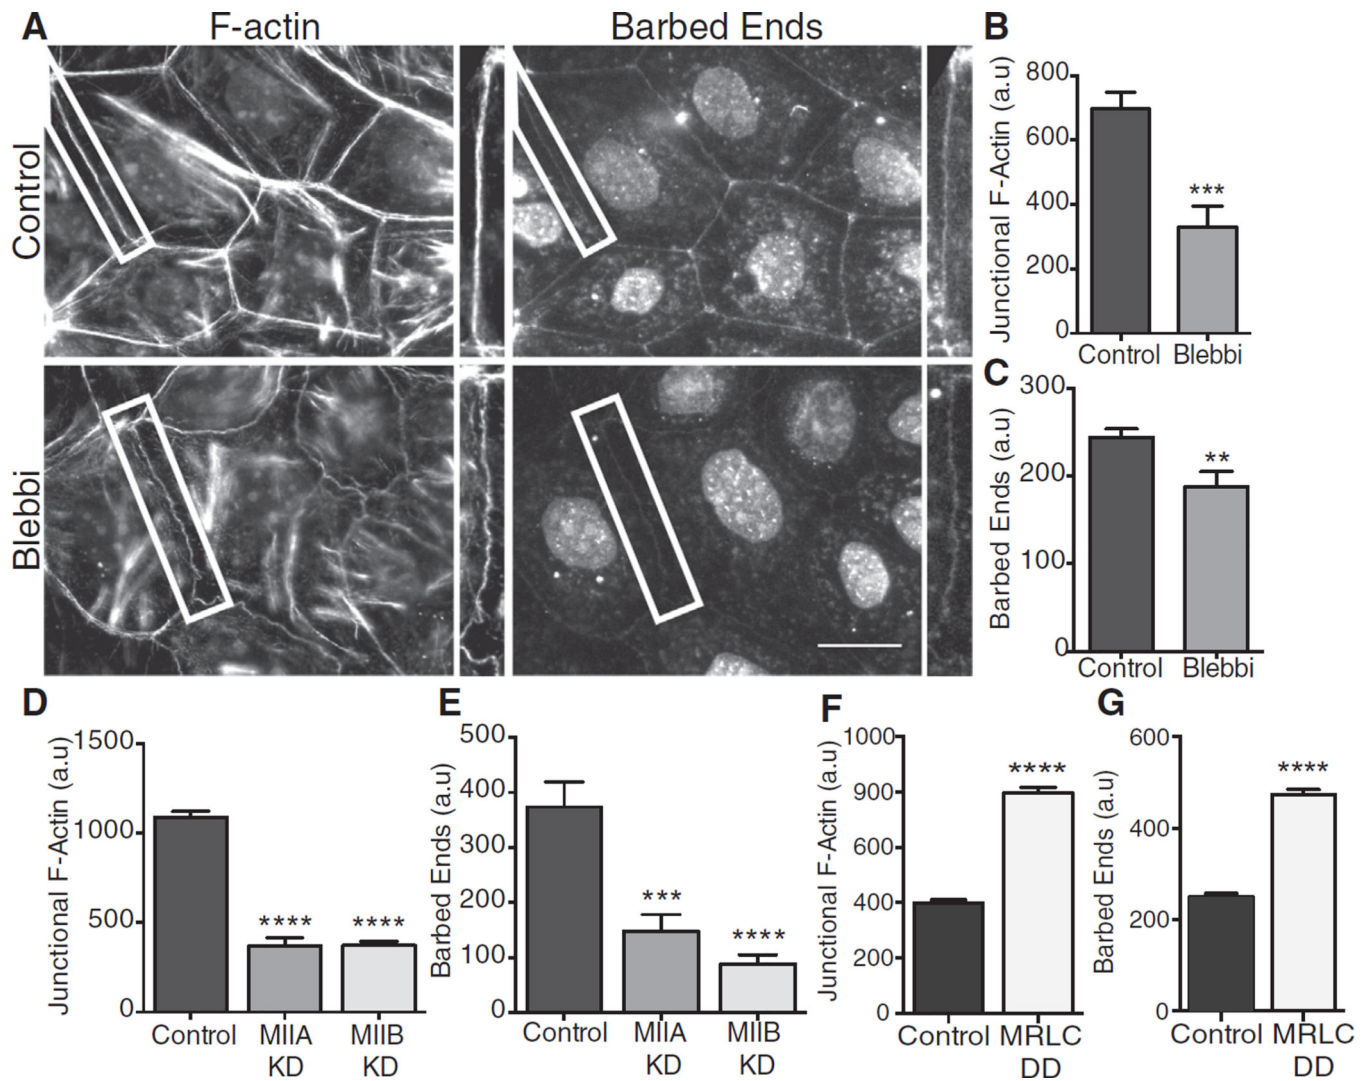 A
F-actin
Barbed Ends
Control
Blebbi
B
Junctional F-Actin (a.u)
800
600
400
200
0
***
Control Blebbi
C
Barbed Ends (a.u)
300
200
100
0
**
Control Blebbi
D
Junctional F-Actin (a.u)
1500
1000
500
0
**** ****
Control MIIA MIIB
KD KD
E
Barbed Ends (a.u)
500
400
300
200
100
0
***
****
Control MIIA MIIB
KD KD
F
Junctional F-Actin (a.u)
1000
800
600
400
200
0
****
Control MRLC
DD
G
Barbed Ends (a.u)
600
400
200
0
****
Control MRLC
DD